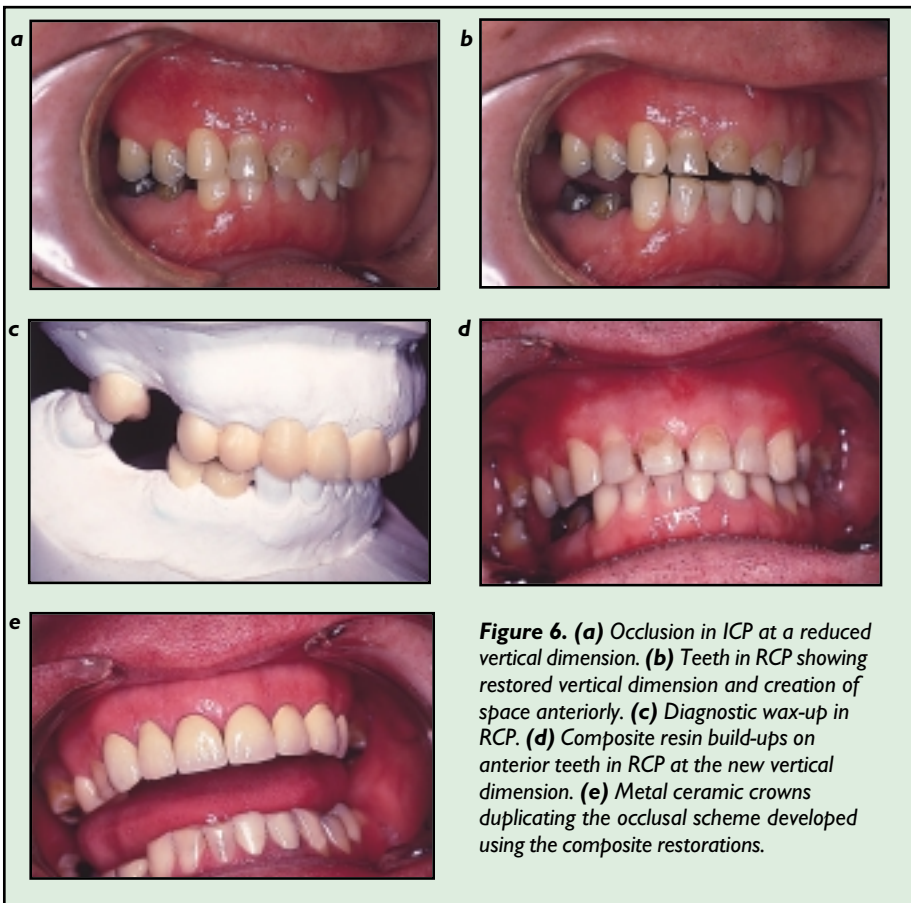 a
b
c
d
e
Figure 6. (a) Occlusion in ICP at a reduced
vertical dimension. (b) Teeth in RCP showing
restored vertical dimension and creation of
space anteriorly. (c) Diagnostic wax-up in
RCP. (d) Composite resin build-ups on
anterior teeth in RCP at the new vertical
dimension. (e) Metal ceramic crowns
duplicating the occlusal scheme developed
using the composite restorations.